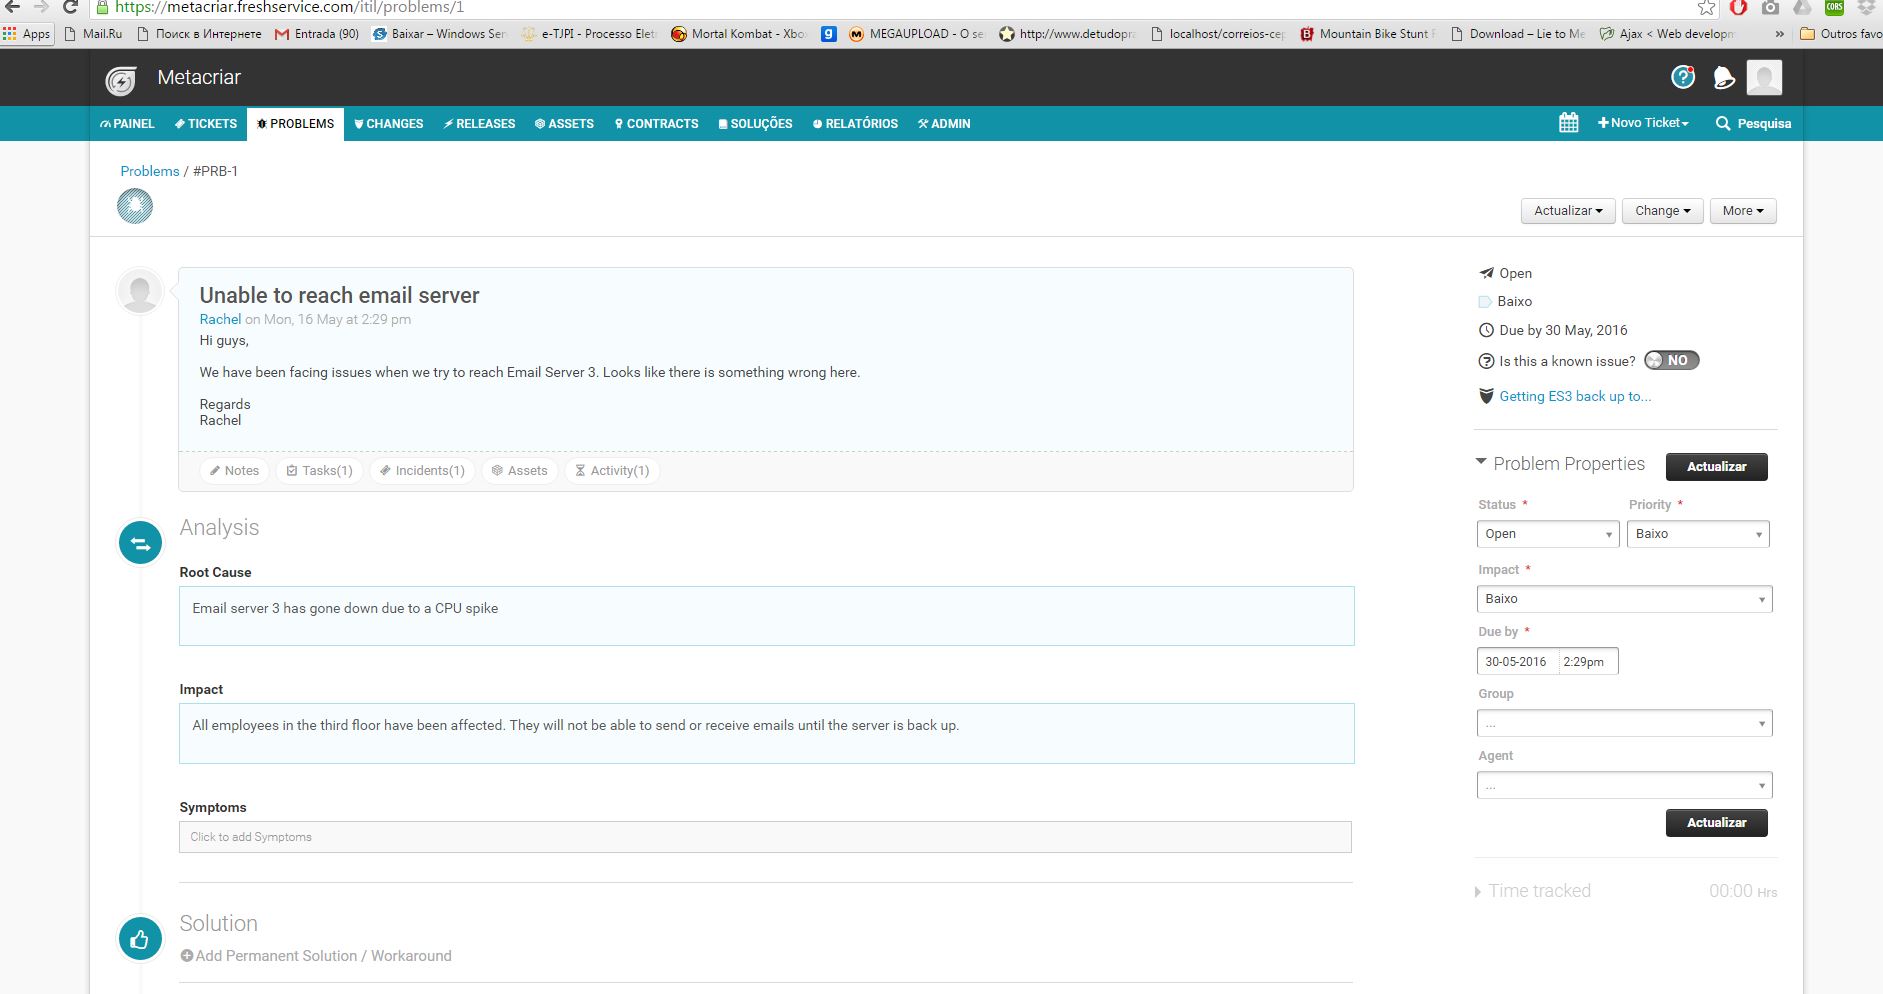 https://metacriar.freshservice.com/itil/problems/1
Apps Mail.Ru Поиск в Интернете Entrada (90) Baixar – Windows Ser e-TJPI - Processo Elet Mortal Kombat - Xbo MEGAUPLOAD - O se http://www.detudopra localhost/correios-cep Mountain Bike Stunt Download – Lie to Me Ajax < Web developm » Outros favo
Metacriar
PAINEL TICKETS PROBLEMS CHANGES RELEASES ASSETS CONTRACTS SOLUÇÕES RELATÓRIOS ADMIN Novo Ticket Pesquisa
Problems / #PRB-1
Actualizar Change More
Unable to reach email server
Rachel on Mon, 16 May at 2:29 pm
Hi guys,
We have been facing issues when we try to reach Email Server 3. Looks like there is something wrong here.
Regards
Rachel
Notes Tasks(1) Incidents(1) Assets Activity(1)
Analysis
Root Cause
Email server 3 has gone down due to a CPU spike
Impact
All employees in the third floor have been affected. They will not be able to send or receive emails until the server is back up.
Symptoms
Click to add Symptoms
Solution
Add Permanent Solution / Workaround
Open
Baixo
Due by 30 May, 2016
Is this a known issue? NO
Getting ES3 back up to...
Problem Properties Actualizar
Status * Priority *
Open Baixo
Impact *
Baixo
Due by *
30-05-2016 2:29pm
Group
...
Agent
...
Actualizar
Time tracked 00:00 Hrs